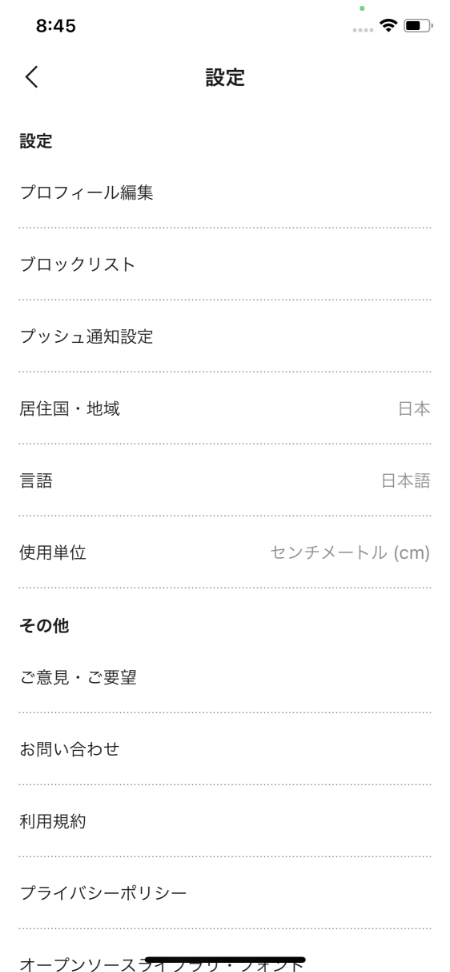 8:45
設定
設定
プロフィール編集
ブロックリスト
プッシュ通知設定
居住国・地域 日本
言語 日本語
使用単位 センチメートル (cm)
その他
ご意見・ご要望
お問い合わせ
利用規約
プライバシーポリシー
オープンソースライブラリ・フォント